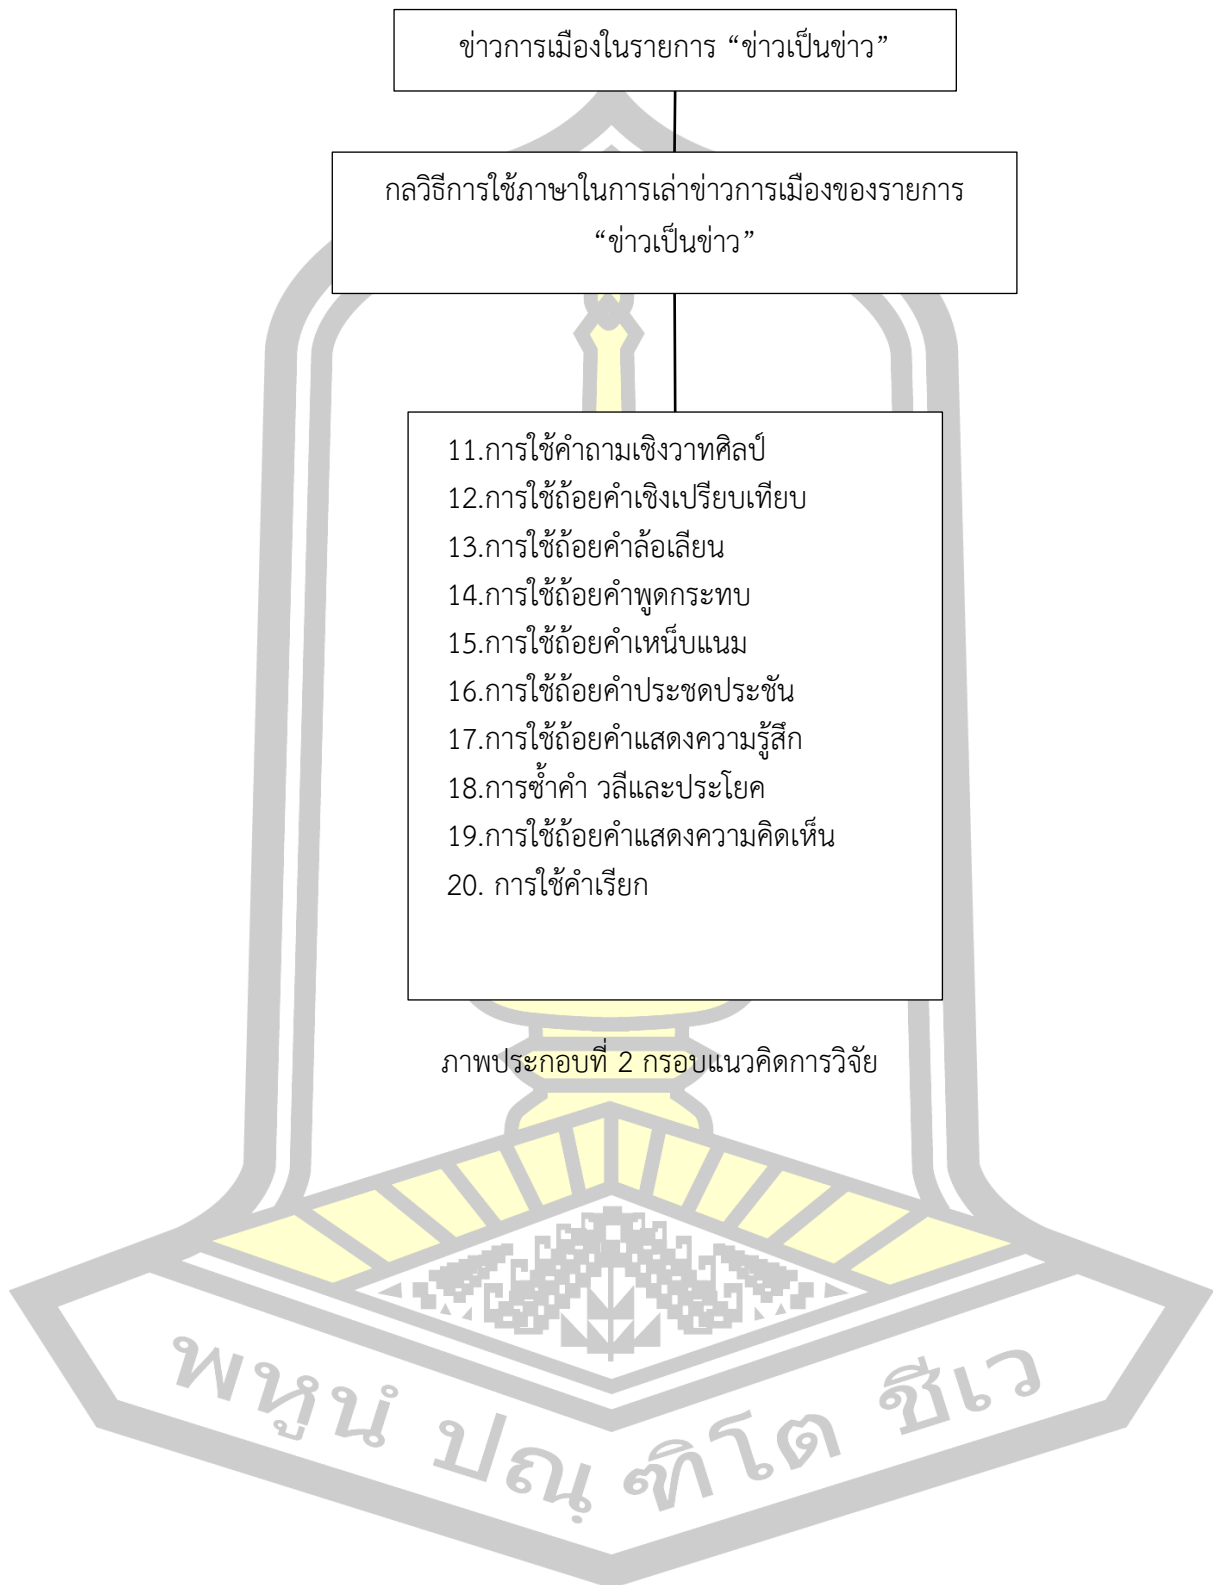 ข่าวการเมืองในรายการ “ข่าวเป็นข่าว”
กลวิธีการใช้ภาษาในการเล่าข่าวการเมืองของรายการ
“ข่าวเป็นข่าว”
11.การใช้คำถามเชิงวาทศิลป์
12.การใช้ถ้อยคำเชิงเปรียบเทียบ
13.การใช้ถ้อยคำล้อเลียน
14.การใช้ถ้อยคำพูดกระทบ
15.การใช้ถ้อยคำเหน็บแนม
16.การใช้ถ้อยคำประชดประชัน
17.การใช้ถ้อยคำแสดงความรู้สึก
18.การซ้ำคำ วลีและประโยค
19.การใช้ถ้อยคำแสดงความคิดเห็น
20. การใช้คำเรียก
ภาพประกอบที่ 2 กรอบแนวคิดการวิจัย
พหูนํ ปณฺฑิโต ชีเว